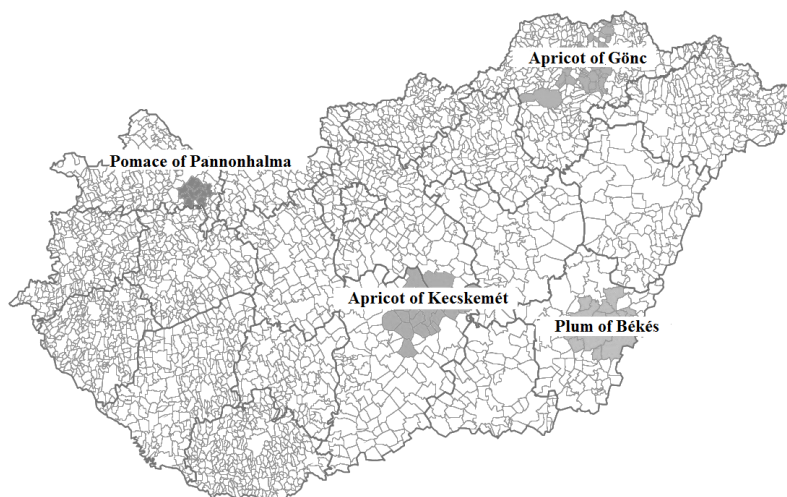 Apricot of Gönc
Pomace of Pannonhalma
Apricot of Kecskemét
Plum of Békés